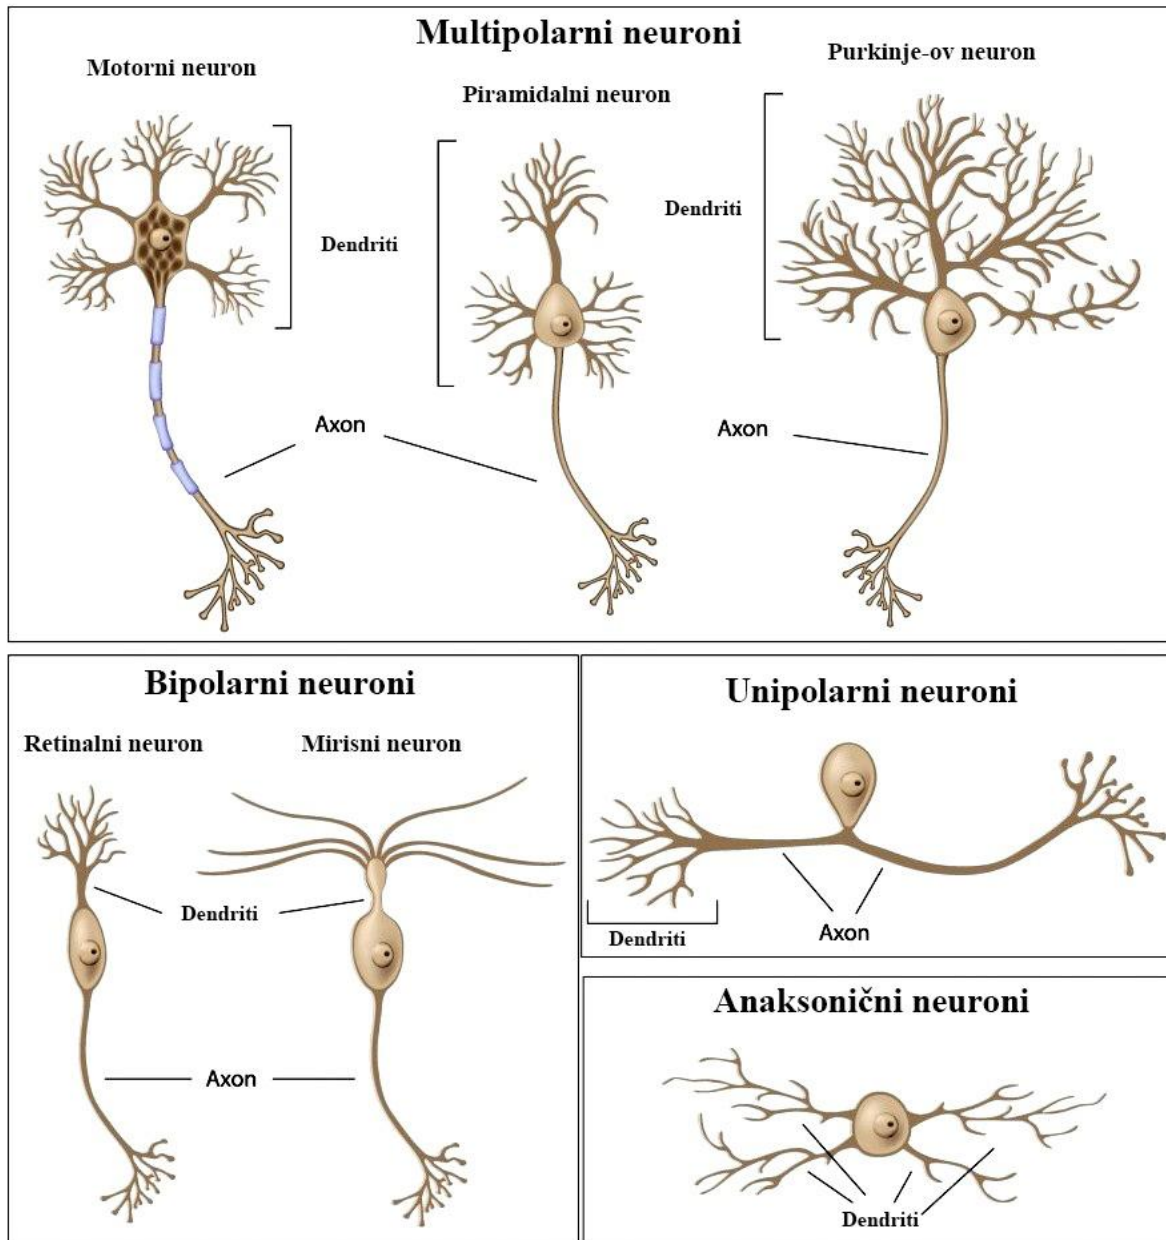 Multipolarni neuroni
Motorni neuron
Piramidalni neuron
Purkinje-ov neuron
Dendriti
Dendriti
Axon
Axon
Bipolarni neuroni
Retinalni neuron
Mirisni neuron
Dendriti
Axon
Unipolarni neuroni
Dendriti
Axon
Anaksonični neuroni
Dendriti